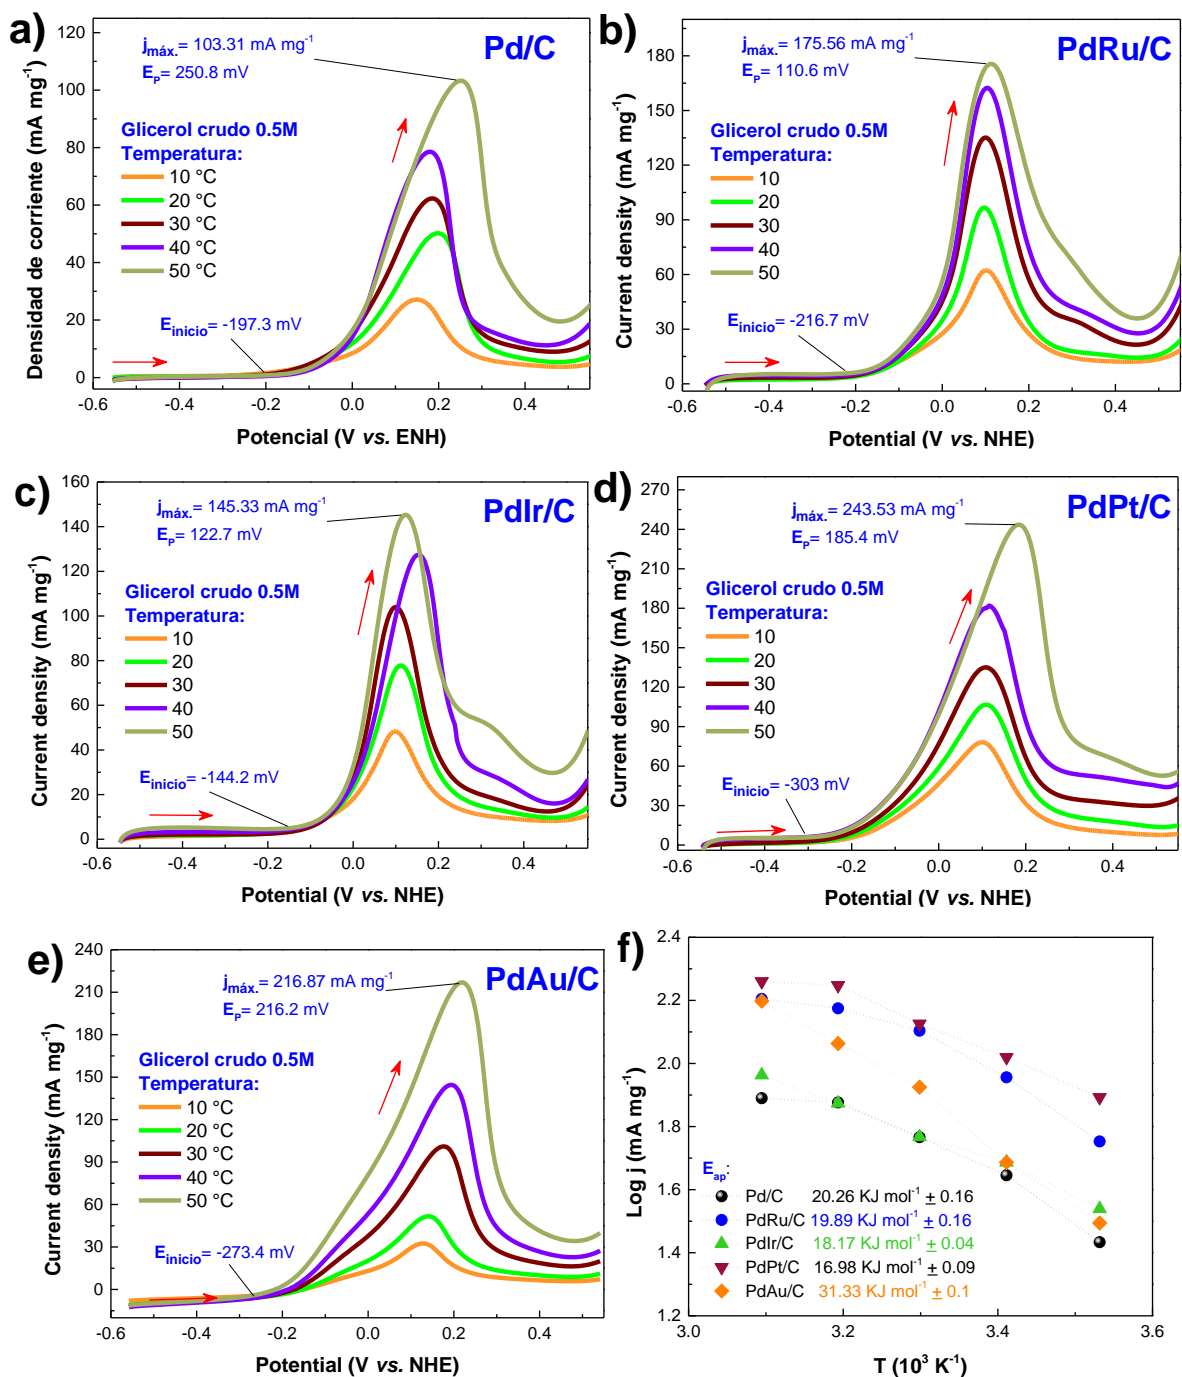 a)
Pd/C
jmáx.= 103.31 mA mg-1
EP= 250.8 mV
Glicerol crudo 0.5M
Temperatura:
10 °C
20 °C
30 °C
40 °C
50 °C
Einicio= -197.3 mV
120
100
80
60
40
20
0
-0.6
-0.4
-0.2
0.0
0.2
0.4
Densidad de corriente (mA mg-1)
Potencial (V vs. ENH)
b)
PdRu/C
jmáx.= 175.56 mA mg-1
EP= 110.6 mV
Glicerol crudo 0.5M
Temperatura:
10
20
30
40
50
Einicio= -216.7 mV
180
150
120
90
60
30
0
-0.6
-0.4
-0.2
0.0
0.2
0.4
Current density (mA mg-1)
Potential (V vs. NHE)
c)
PdIr/C
jmáx.= 145.33 mA mg-1
EP= 122.7 mV
Glicerol crudo 0.5M
Temperatura:
10
20
30
40
50
Einicio= -144.2 mV
160
140
120
100
80
60
40
20
0
-0.6
-0.4
-0.2
0.0
0.2
0.4
Current density (mA mg-1)
Potential (V vs. NHE)
d)
PdPt/C
jmáx.= 243.53 mA mg-1
EP= 185.4 mV
Glicerol crudo 0.5M
Temperatura:
10
20
30
40
50
Einicio= -303 mV
270
240
210
180
150
120
90
60
30
0
-0.6
-0.4
-0.2
0.0
0.2
0.4
Current density (mA mg-1)
Potential (V vs. NHE)
e)
PdAu/C
jmáx.= 216.87 mA mg-1
EP= 216.2 mV
Glicerol crudo 0.5M
Temperatura:
10 °C
20 °C
30 °C
40 °C
50 °C
Einicio= -273.4 mV
240
210
180
150
120
90
60
30
0
-0.6
-0.4
-0.2
0.0
0.2
0.4
Current density (mA mg-1)
Potential (V vs. NHE)
f)
2.4
2.2
2.0
1.8
1.6
1.4
1.2
3.0
3.2
3.4
3.6
Log j (mA mg-1)
T (103 K-1)
Eap:
Pd/C 20.26 KJ mol-1 ± 0.16
PdRu/C 19.89 KJ mol-1 ± 0.16
PdIr/C 18.17 KJ mol-1 ± 0.04
PdPt/C 16.98 KJ mol-1 ± 0.09
PdAu/C 31.33 KJ mol-1 ± 0.1